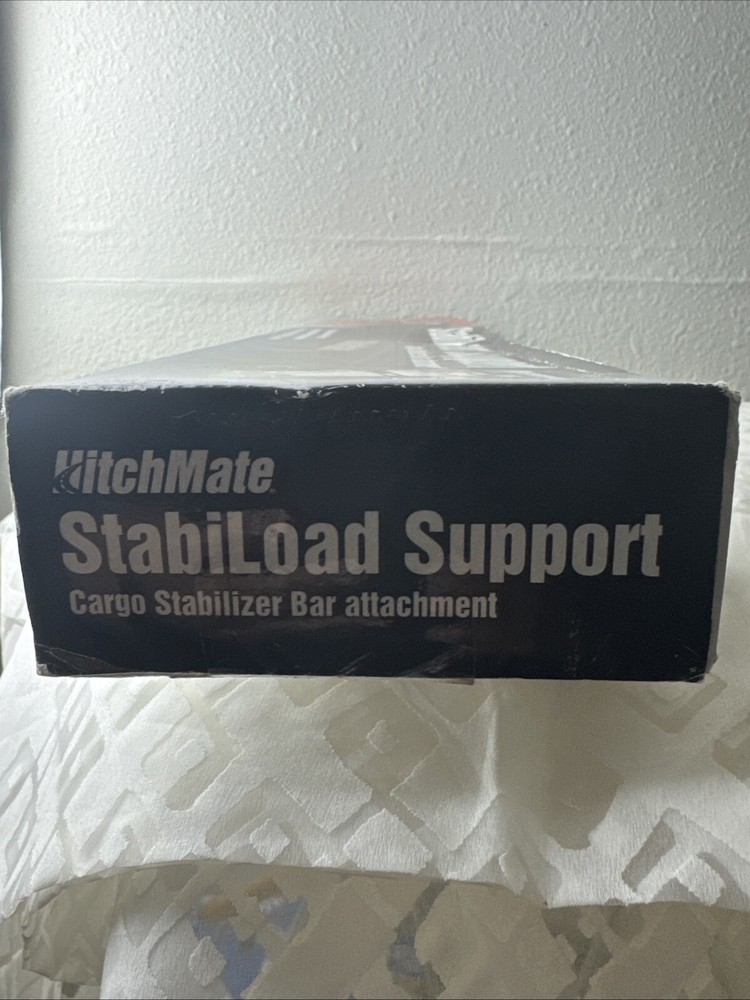 HitchMate
StabiLoad Support
Cargo Stabilizer Bar attachment